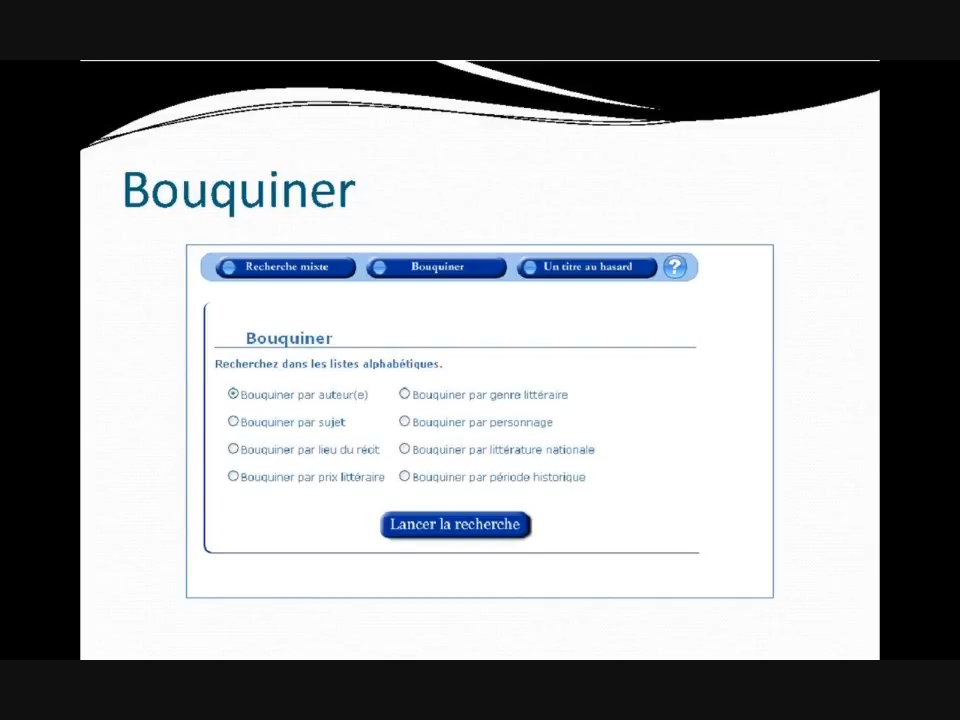 Bouquiner
Recherche mixte Bouquiner Un titre au hasard ?
Bouquiner
Recherchez dans les listes alphabétiques.
Bouquiner par auteur(e) Bouquiner par genre littéraire
Bouquiner par sujet Bouquiner par personnage
Bouquiner par lieu du récit Bouquiner par littérature nationale
Bouquiner par prix littéraire Bouquiner par période historique
Lancer la recherche